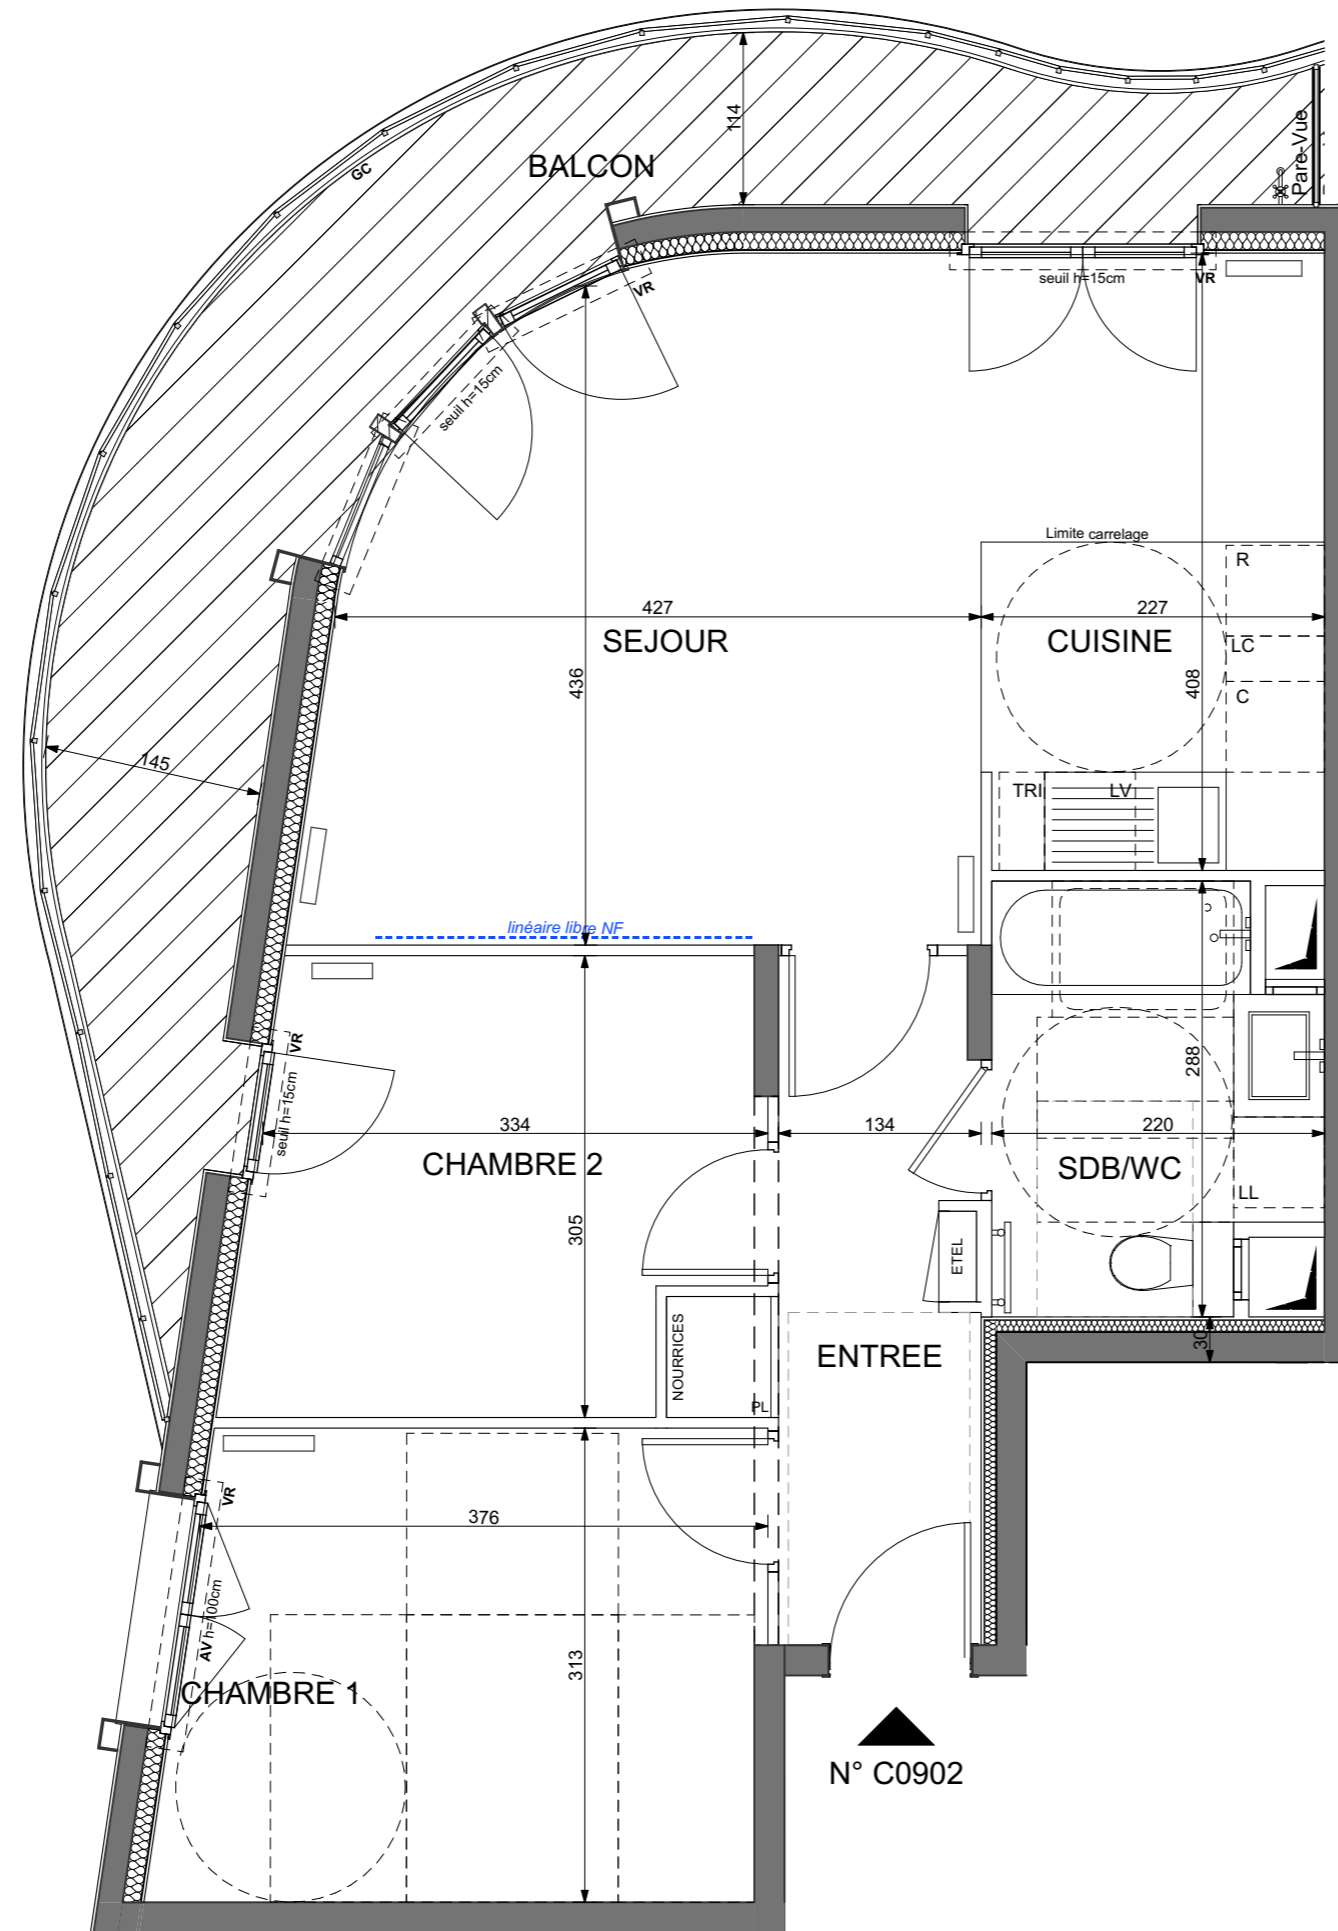 114
Pare-Vue
BALCON
GC
VR
seuil h=15cm
VR
seuil h=15cm
Limite carrelage
R
427
227
SEJOUR
CUISINE
LC
436
408
C
145
TRI
LV
linéaire libre NF
VR
seuil h=15cm
288
334
134
220
CHAMBRE 2
SDB/WC
LL
305
ETEL
30
NOURRICES
ENTREE
PL
VR
376
AV h=100cm
313
CHAMBRE 1
N° C0902